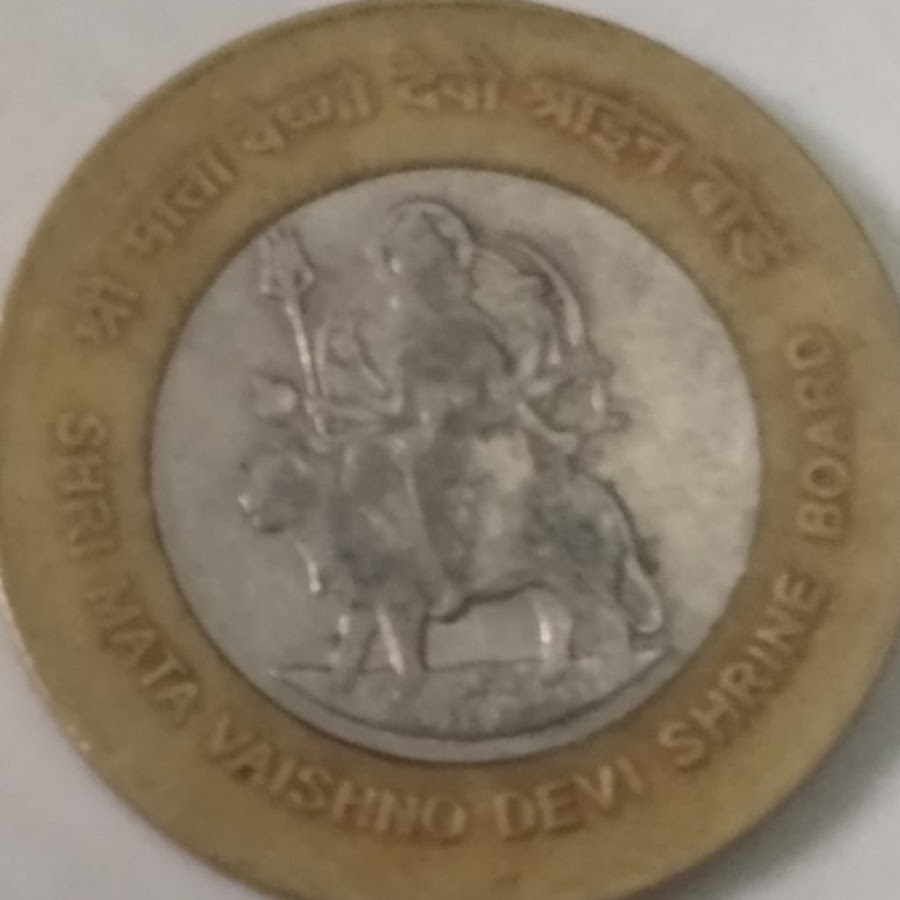 श्री माता वैष्णो देवी श्राइन बोर्ड
SHRI MATA VAISHNO DEVI SHRINE BOARD